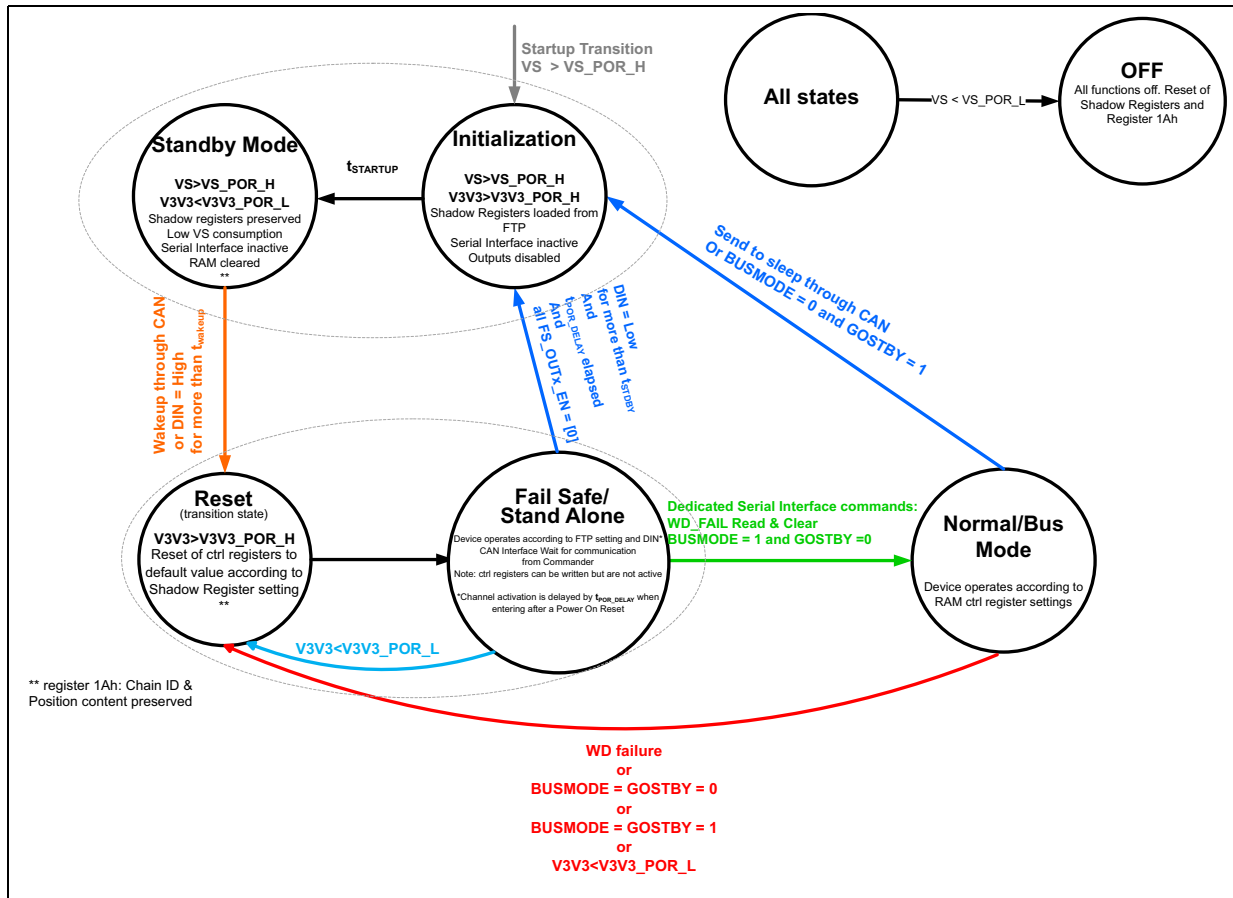 Startup Transition
VS > VS_POR_H
All states
VS < VS_POR_L
OFF
All functions off. Reset of
Shadow Registers and
Register 1Ah
Standby Mode
VS>VS_POR_H
V3V3<V3V3_POR_L
Shadow registers preserved
Low VS consumption
Serial Interface inactive
RAM cleared
**
tSTARTUP
Initialization
VS>VS_POR_H
V3V3>V3V3_POR_H
Shadow Registers loaded from
FTP
Serial Interface inactive
Outputs disabled
Send to sleep through CAN
Or BUSMODE = 0 and GOSTBY = 1
DIN = Low
for more than tSTDBY
And
tPOR_DELAY elapsed
And
all FS_OUTx_EN = [0]
Wakeup through CAN
or DIN = High
for more than twakeup
Reset
(transition state)
V3V3>V3V3_POR_H
Reset of ctrl registers to
default value according to
Shadow Register setting
**
Fail Safe/
Stand Alone
Device operates according to FTP setting and DIN*
CAN Interface Wait for communication
from Commander
Note: ctrl registers can be written but are not active
*Channel activation is delayed by tPOR_DELAY when
entering after a Power On Reset
Dedicated Serial Interface commands:
WD_FAIL Read & Clear
BUSMODE = 1 and GOSTBY =0
Normal/Bus
Mode
Device operates according to
RAM ctrl register settings
V3V3<V3V3_POR_L
** register 1Ah: Chain ID &
Position content preserved
WD failure
or
BUSMODE = GOSTBY = 0
or
BUSMODE = GOSTBY = 1
or
V3V3<V3V3_POR_L